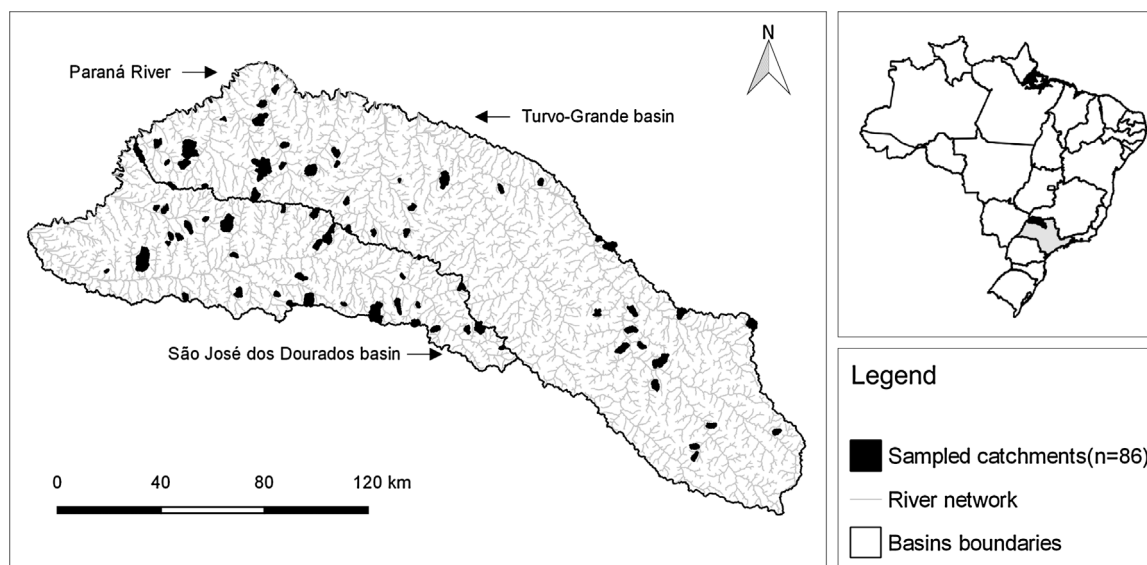 N
Paraná River
Turvo-Grande basin
São José dos Dourados basin
0 40 80 120 km
Legend
Sampled catchments(n=86)
River network
Basins boundaries